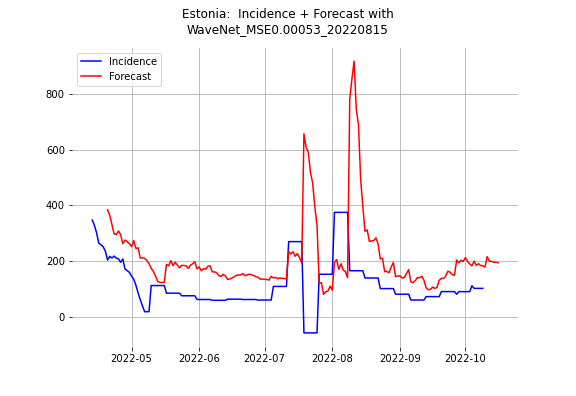 Estonia:  Incidence + Forecast with
WaveNet_MSE0.00053_20220815
Incidence
Forecast
800
600
400
200
0
2022-05 2022-06 2022-07 2022-08 2022-09 2022-10